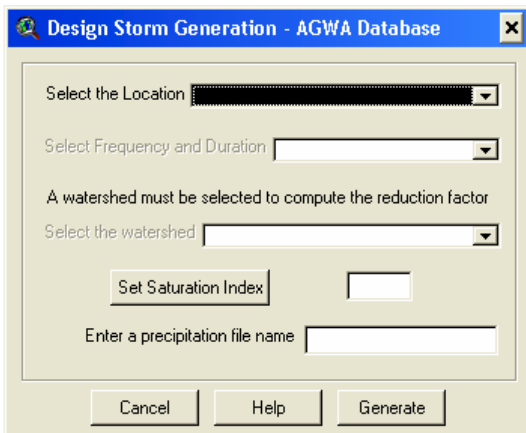 Design Storm Generation - AGWA Database
Select the Location
Select Frequency and Duration
A watershed must be selected to compute the reduction factor
Select the watershed
Set Saturation Index
Enter a precipitation file name
Cancel Help Generate